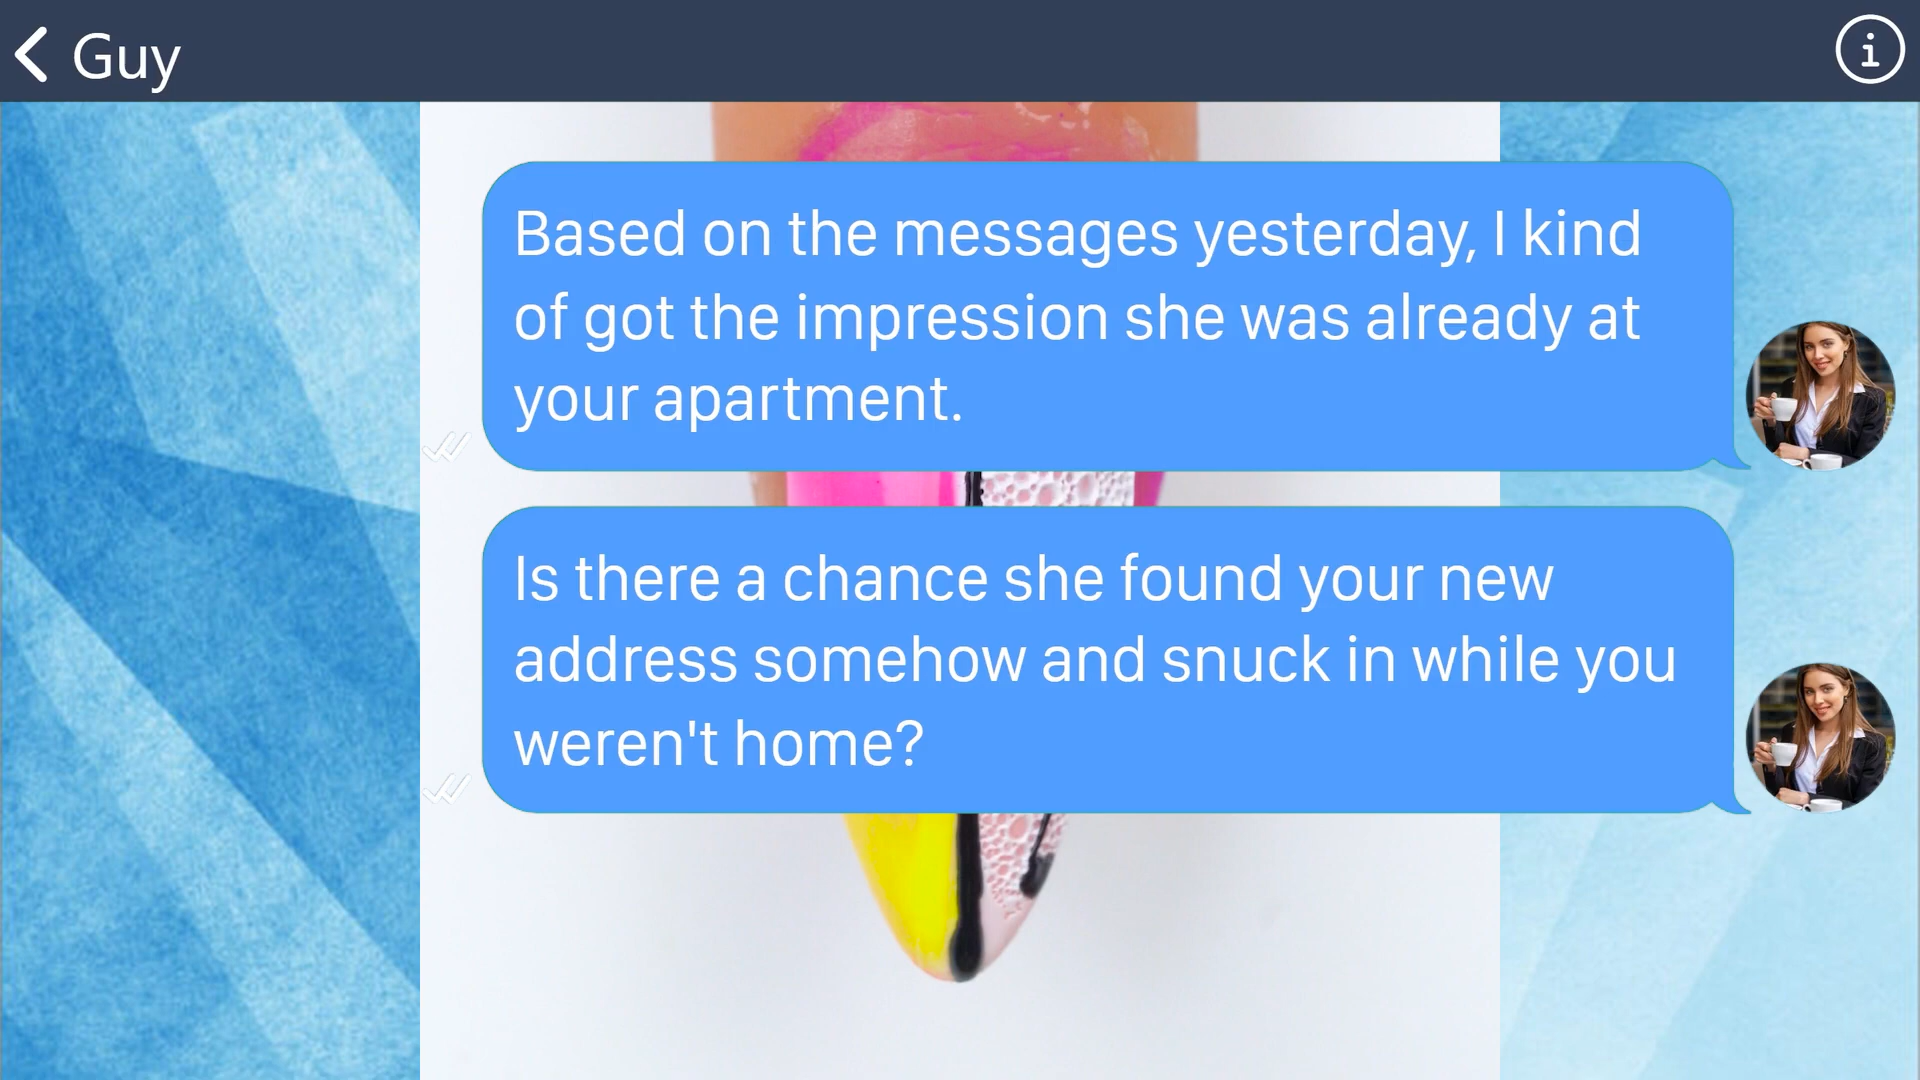 Guy
Based on the messages yesterday, I kind
of got the impression she was already at
your apartment.
Is there a chance she found your new
address somehow and snuck in while you
weren't home?